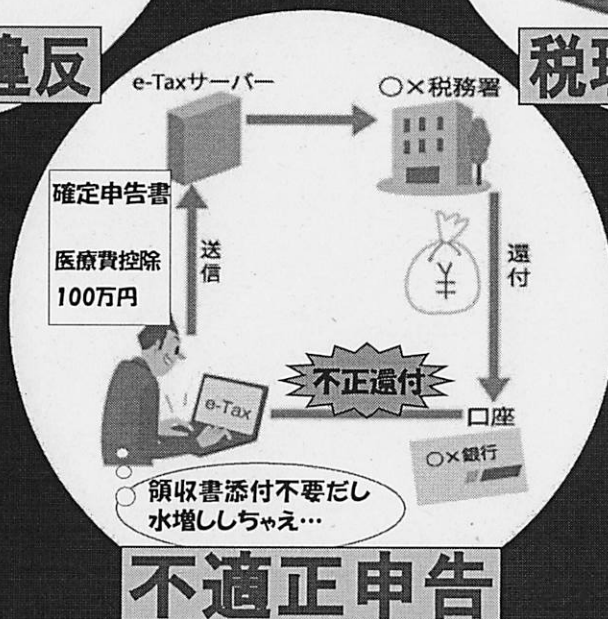 違反
税理
e-Taxサーバー
○×税務署
確定申告書
医療費控除
100万円
送信
還付
¥
不正還付
e-Tax
口座
○×銀行
領収書添付不要だし
水増ししちゃえ…
不適正申告